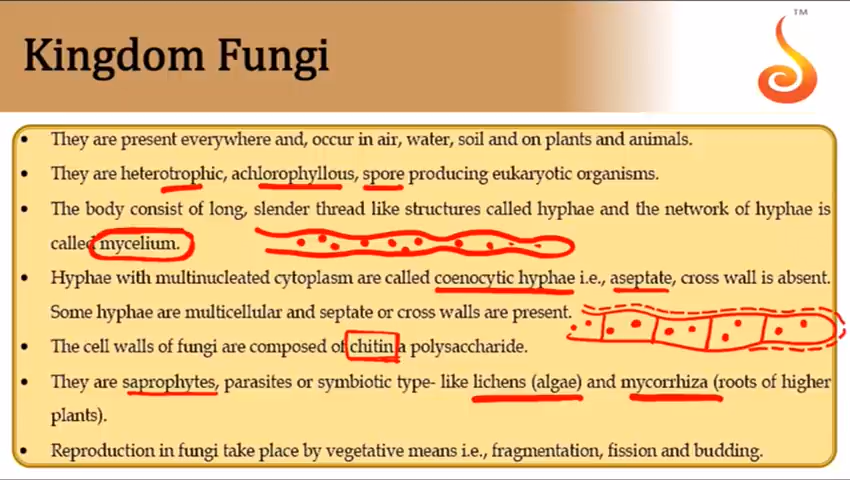 TM
Kingdom Fungi
• They are present everywhere and, occur in air, water, soil and on plants and animals.
• They are heterotrophic, achlorophyllous, spore producing eukaryotic organisms.
• The body consist of long, slender thread like structures called hyphae and the network of hyphae is
called mycelium.
• Hyphae with multinucleated cytoplasm are called coenocytic hyphae i.e., aseptate, cross wall is absent.
Some hyphae are multicellular and septate or cross walls are present.
• The cell walls of fungi are composed of chitin a polysaccharide.
• They are saprophytes, parasites or symbiotic type- like lichens (algae) and mycorrhiza (roots of higher
plants).
• Reproduction in fungi take place by vegetative means i.e., fragmentation, fission and budding.